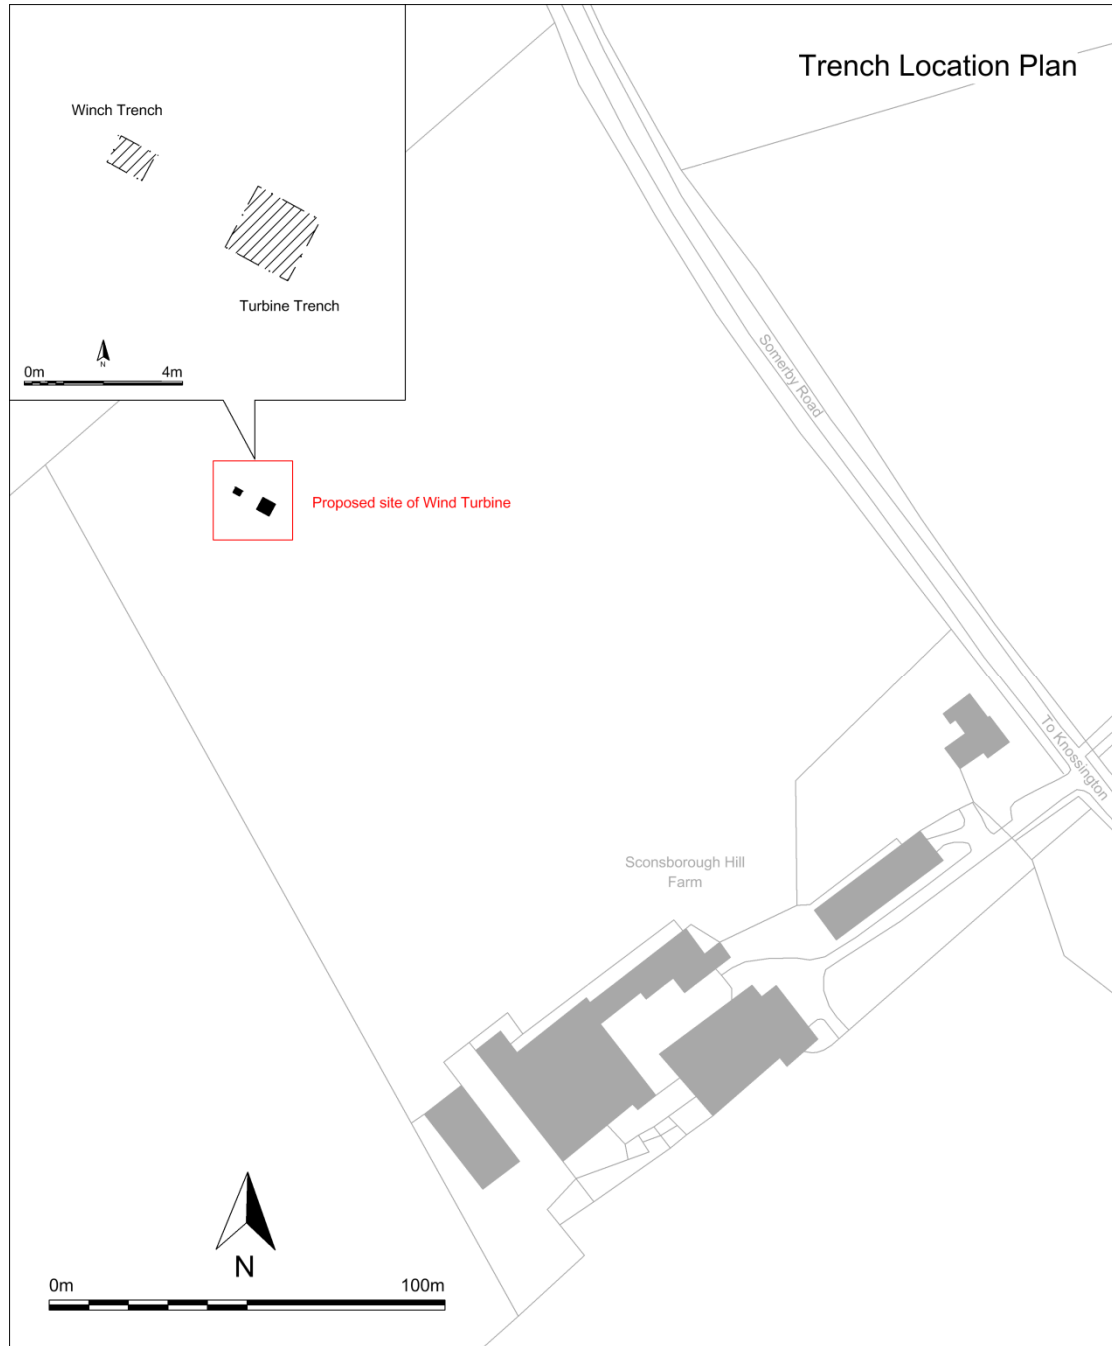 Trench Location Plan
Winch Trench
Turbine Trench
N
0m 4m
Proposed site of Wind Turbine
Somerby Road
To Knossington
Sconsborough Hill
Farm
N
0m 100m